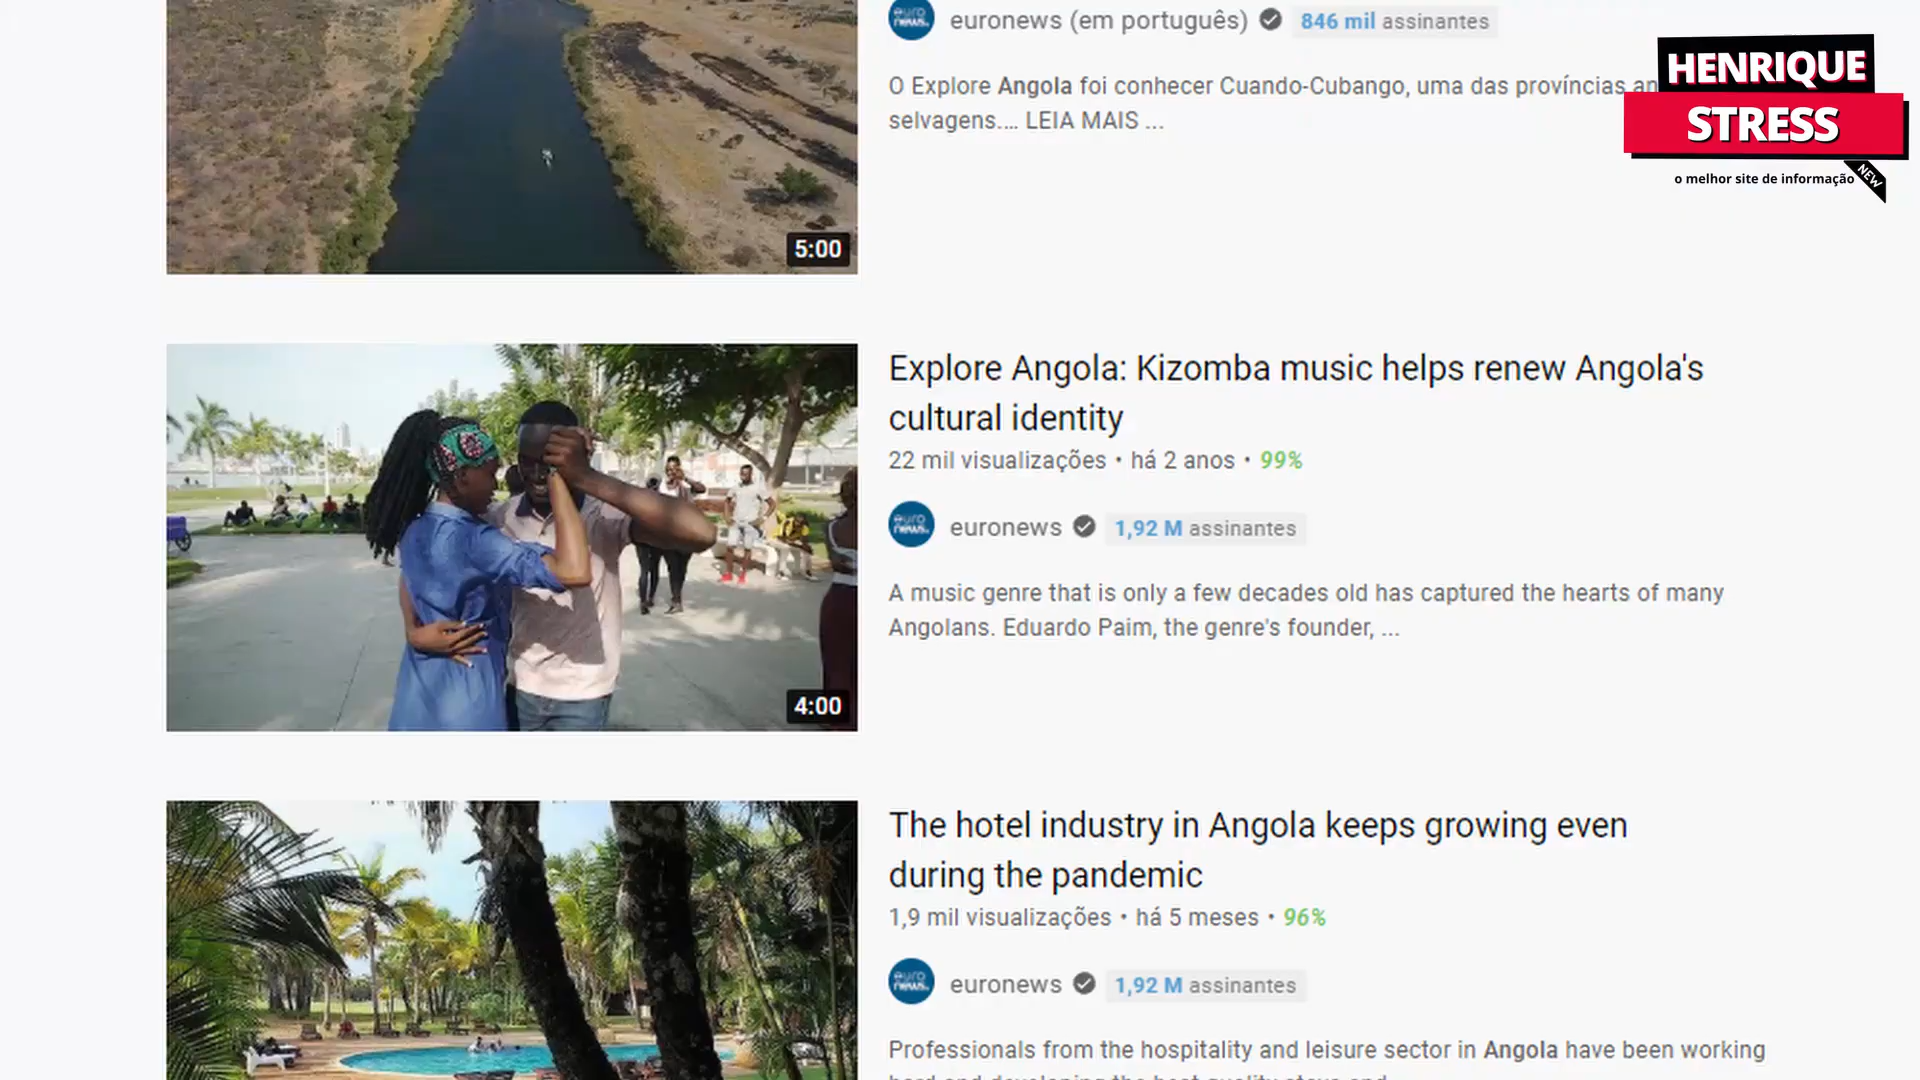 euronews (em português) 846 mil assinantes
O Explore Angola foi conhecer Cuando-Cubango, uma das províncias
selvagens.... LEIA MAIS ...
HENRIQUE
STRESS
o melhor site de informação
NEW
5:00
Explore Angola: Kizomba music helps renew Angola's
cultural identity
22 mil visualizações • há 2 anos • 99%
euro
news.
euronews 1,92 M assinantes
A music genre that is only a few decades old has captured the hearts of many
Angolans. Eduardo Paim, the genre's founder, ...
4:00
The hotel industry in Angola keeps growing even
during the pandemic
1,9 mil visualizações • há 5 meses • 96%
euro
news.
euronews 1,92 M assinantes
Professionals from the hospitality and leisure sector in Angola have been working